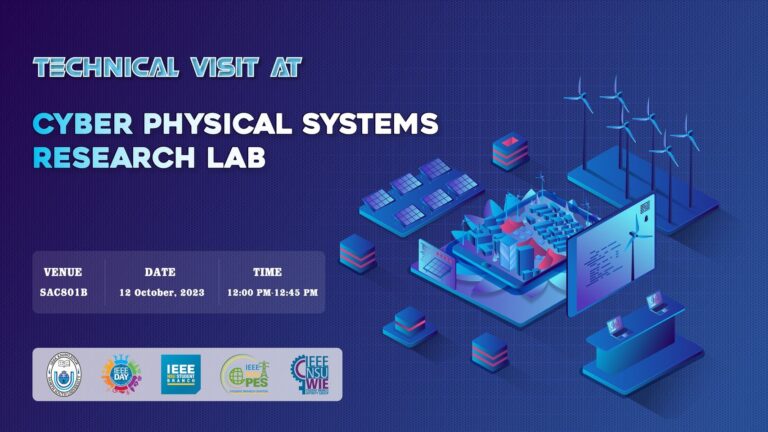 TECHNICAL VISIT AT
CYBER PHYSICAL SYSTEMS
RESEARCH LAB
VENUE DATE TIME
SAC801B 12 October, 2023 12:00 PM-12:45 PM
IEEE DAY
IEEE
NSU STUDENT
BRANCH
IEEE
PES
IEEE
NSU
WIE